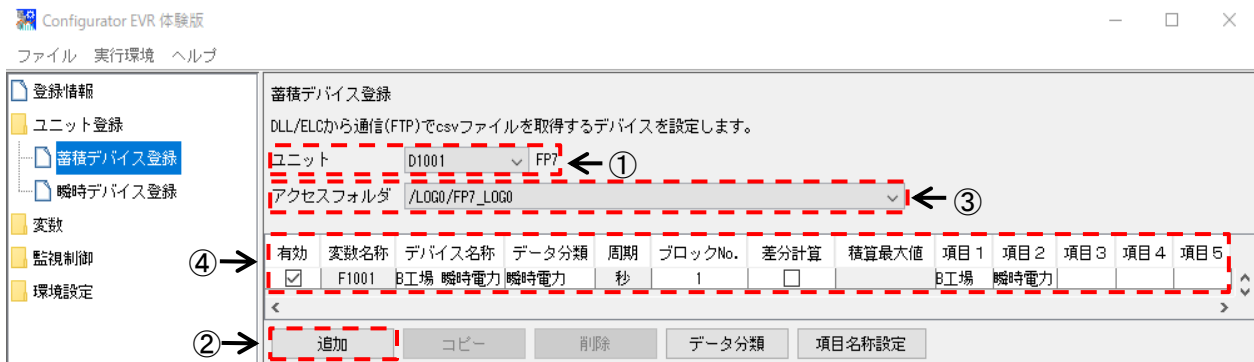 Configurator EVR 体験版
ファイル 実行環境 ヘルプ
登録情報
ユニット登録
蓄積デバイス登録
瞬時デバイス登録
変数
監視制御
環境設定
蓄積デバイス登録
DLL/ELCから通信(FTP)でcsvファイルを取得するデバイスを設定します。
ユニット D1001 FP7 ①
アクセスフォルダ /LOG0/FP7_LOG0 ③
④
有効 変数名称 デバイス名称 データ分類 周期 ブロックNo. 差分計算 積算最大値 項目1 項目2 項目3 項目4 項目5
F1001 B工場 瞬時電力 瞬時電力 秒 1 B工場 瞬時電力
② 追加 コピー 削除 データ分類 項目名称設定